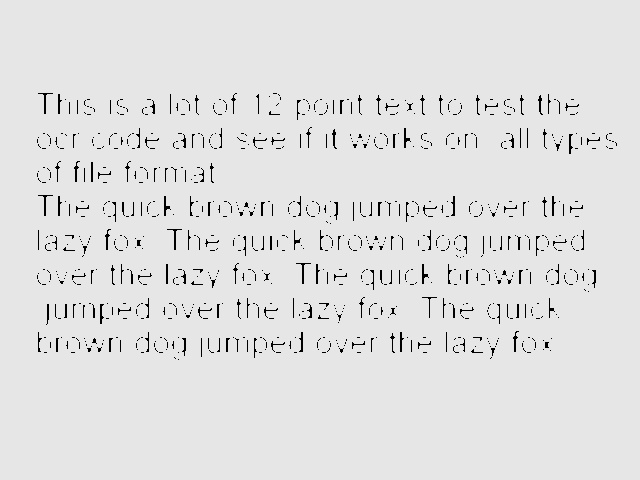 This is a lot of 12 point text to test the
ocr code and see if it works on all types
of file format
The quick brown dog jumped over the
lazy fox The quick brown dog jumped
over the lazy fox The quick brown dog
jumped over the lazy fox The quick
brown dog jumped over the lazy fox